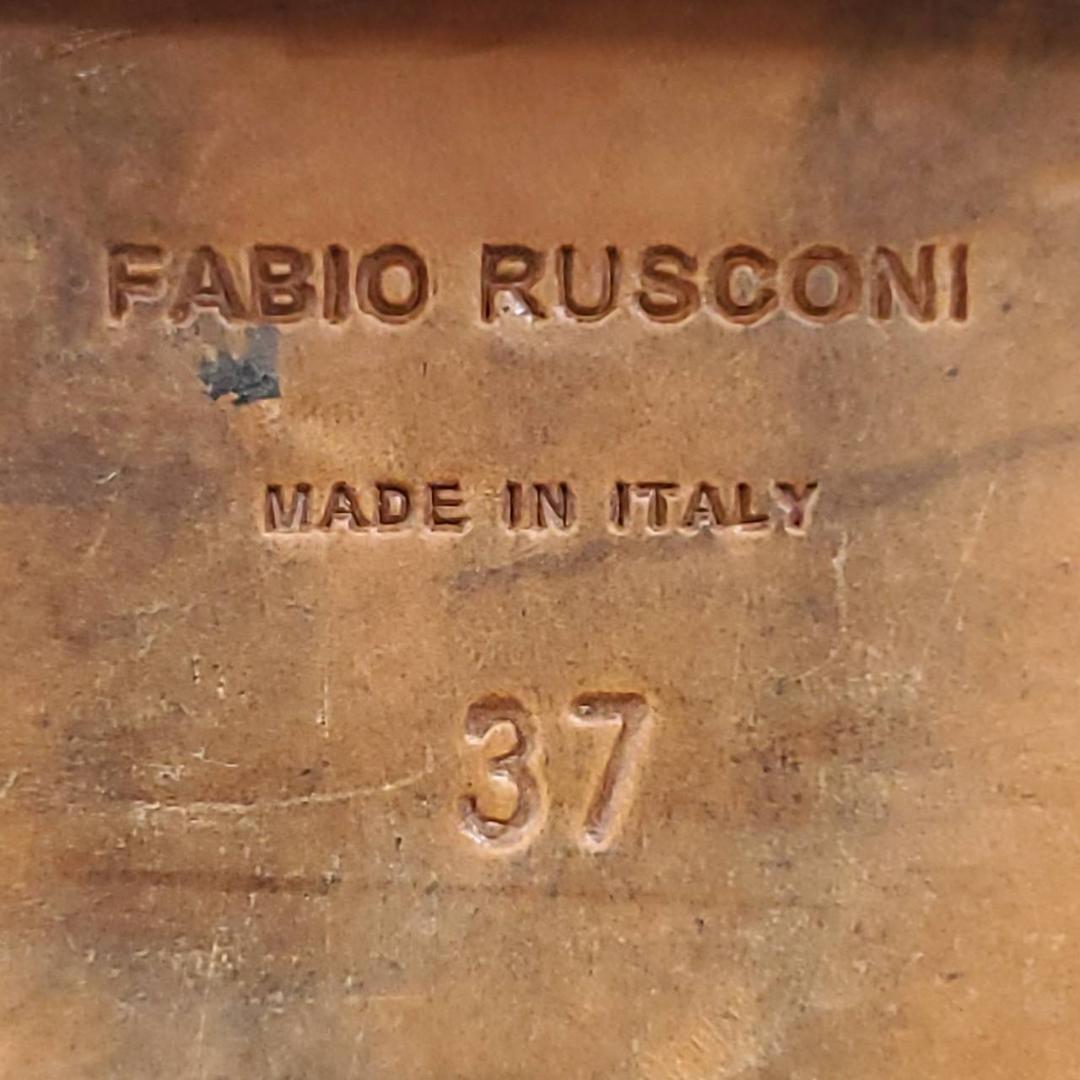 FABIO RUSCONI
MADE IN ITALY
37